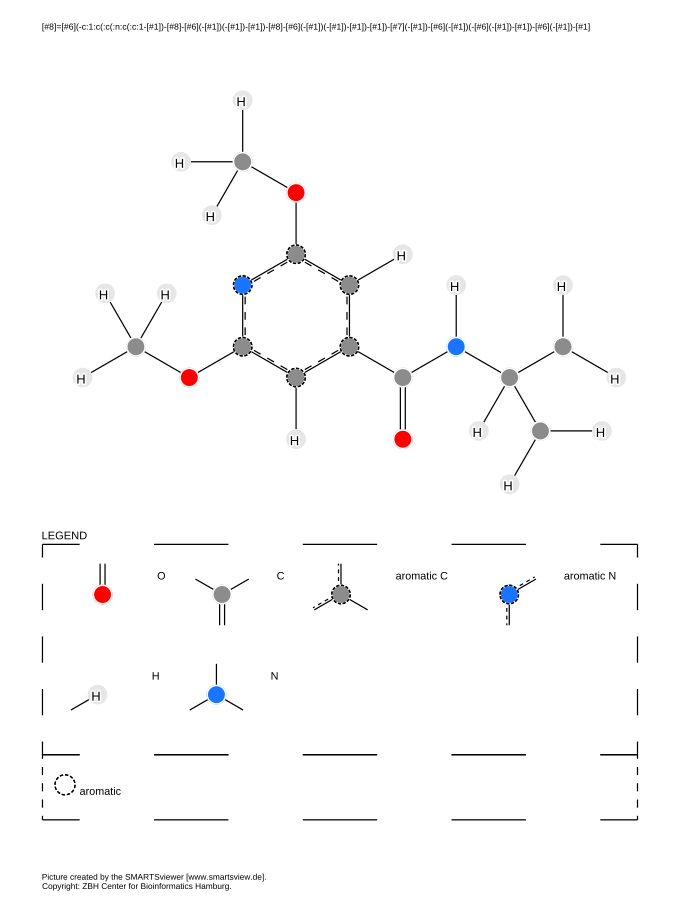 [#8]=[#6](-c:1:c(:c(:n:c(:c:1-[#1])-[#8]-[#6](-[#1])(-[#1])-[#1])-[#8]-[#6](-[#1])(-[#1])-[#1])-[#1])-[#7](-[#1])-[#6](-[#1])(-[#6](-[#1])-[#1])-[#6](-[#1])-[#1]
H
H
H
H
H
H
H
H
H
H
H
H
H
H
LEGEND
O C aromatic C aromatic N
H H N
aromatic
Picture created by the SMARTSviewer [www.smartsview.de].
Copyright: ZBH Center for Bioinformatics Hamburg.